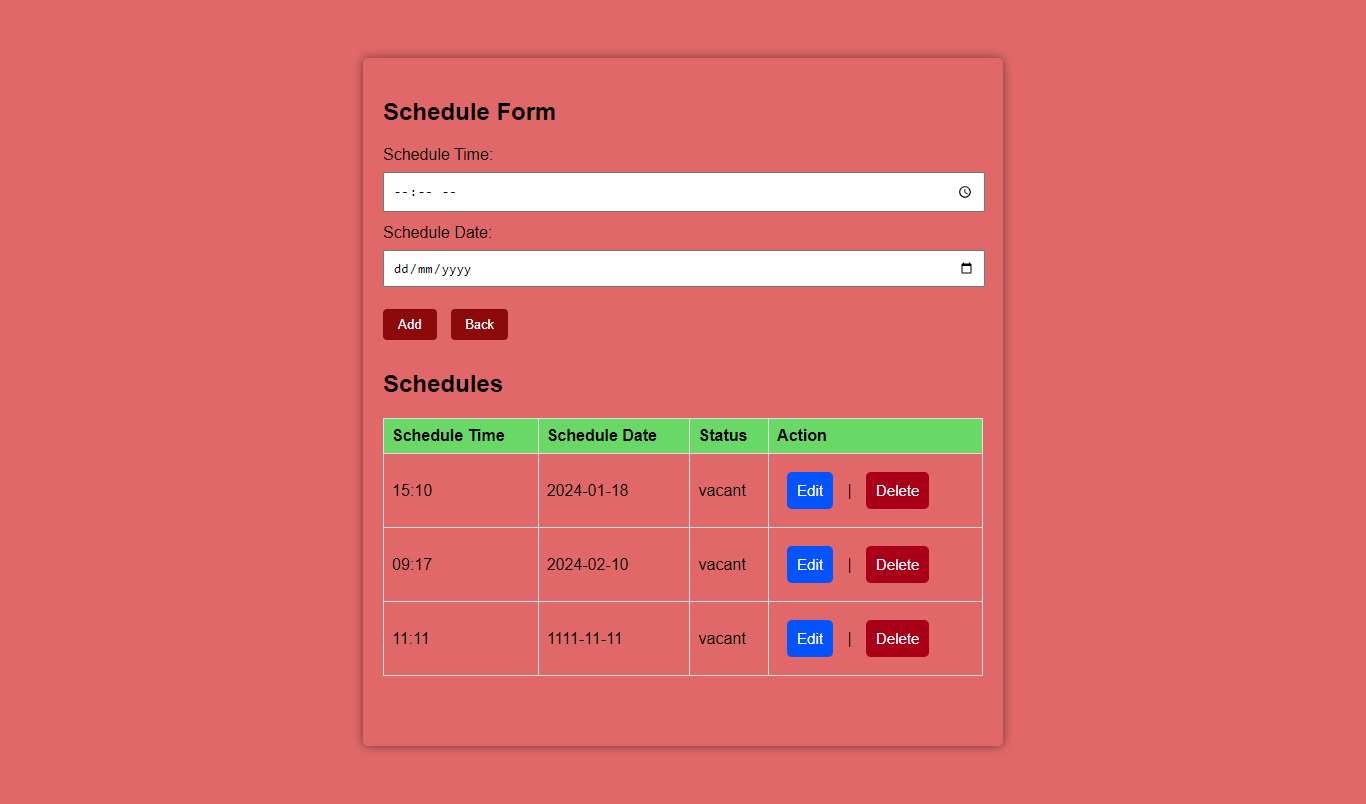 Schedule Form
Schedule Time:
--:-- --
Schedule Date:
dd/mm/yyyy
Add Back
Schedules
Schedule Time Schedule Date Status Action
15:10 2024-01-18 vacant Edit | Delete
09:17 2024-02-10 vacant Edit | Delete
11:11 1111-11-11 vacant Edit | Delete